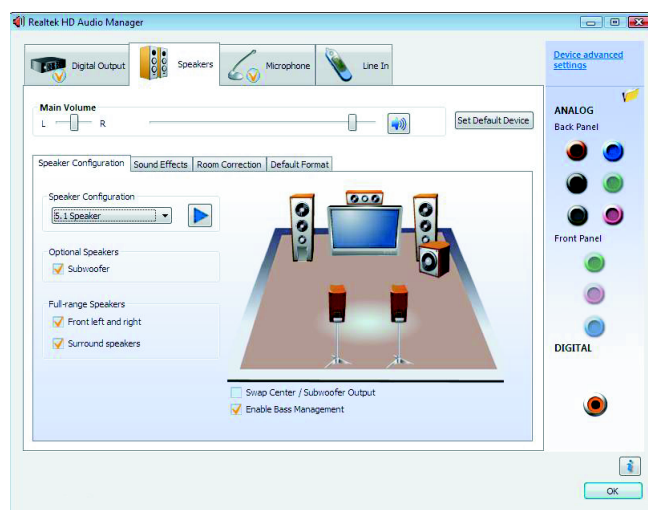 Realtek HD Audio Manager
Digital Output
Speakers
Microphone
Line In
Device advanced
settings
Main Volume
L
R
Set Default Device
ANALOG
Back Panel
Speaker Configuration
Sound Effects
Room Correction
Default Format
Speaker Configuration
5.1 Speaker
Optional Speakers
Subwoofer
Full-range Speakers
Front left and right
Surround speakers
Front Panel
DIGITAL
Swap Center / Subwoofer Output
Enable Bass Management
i
OK